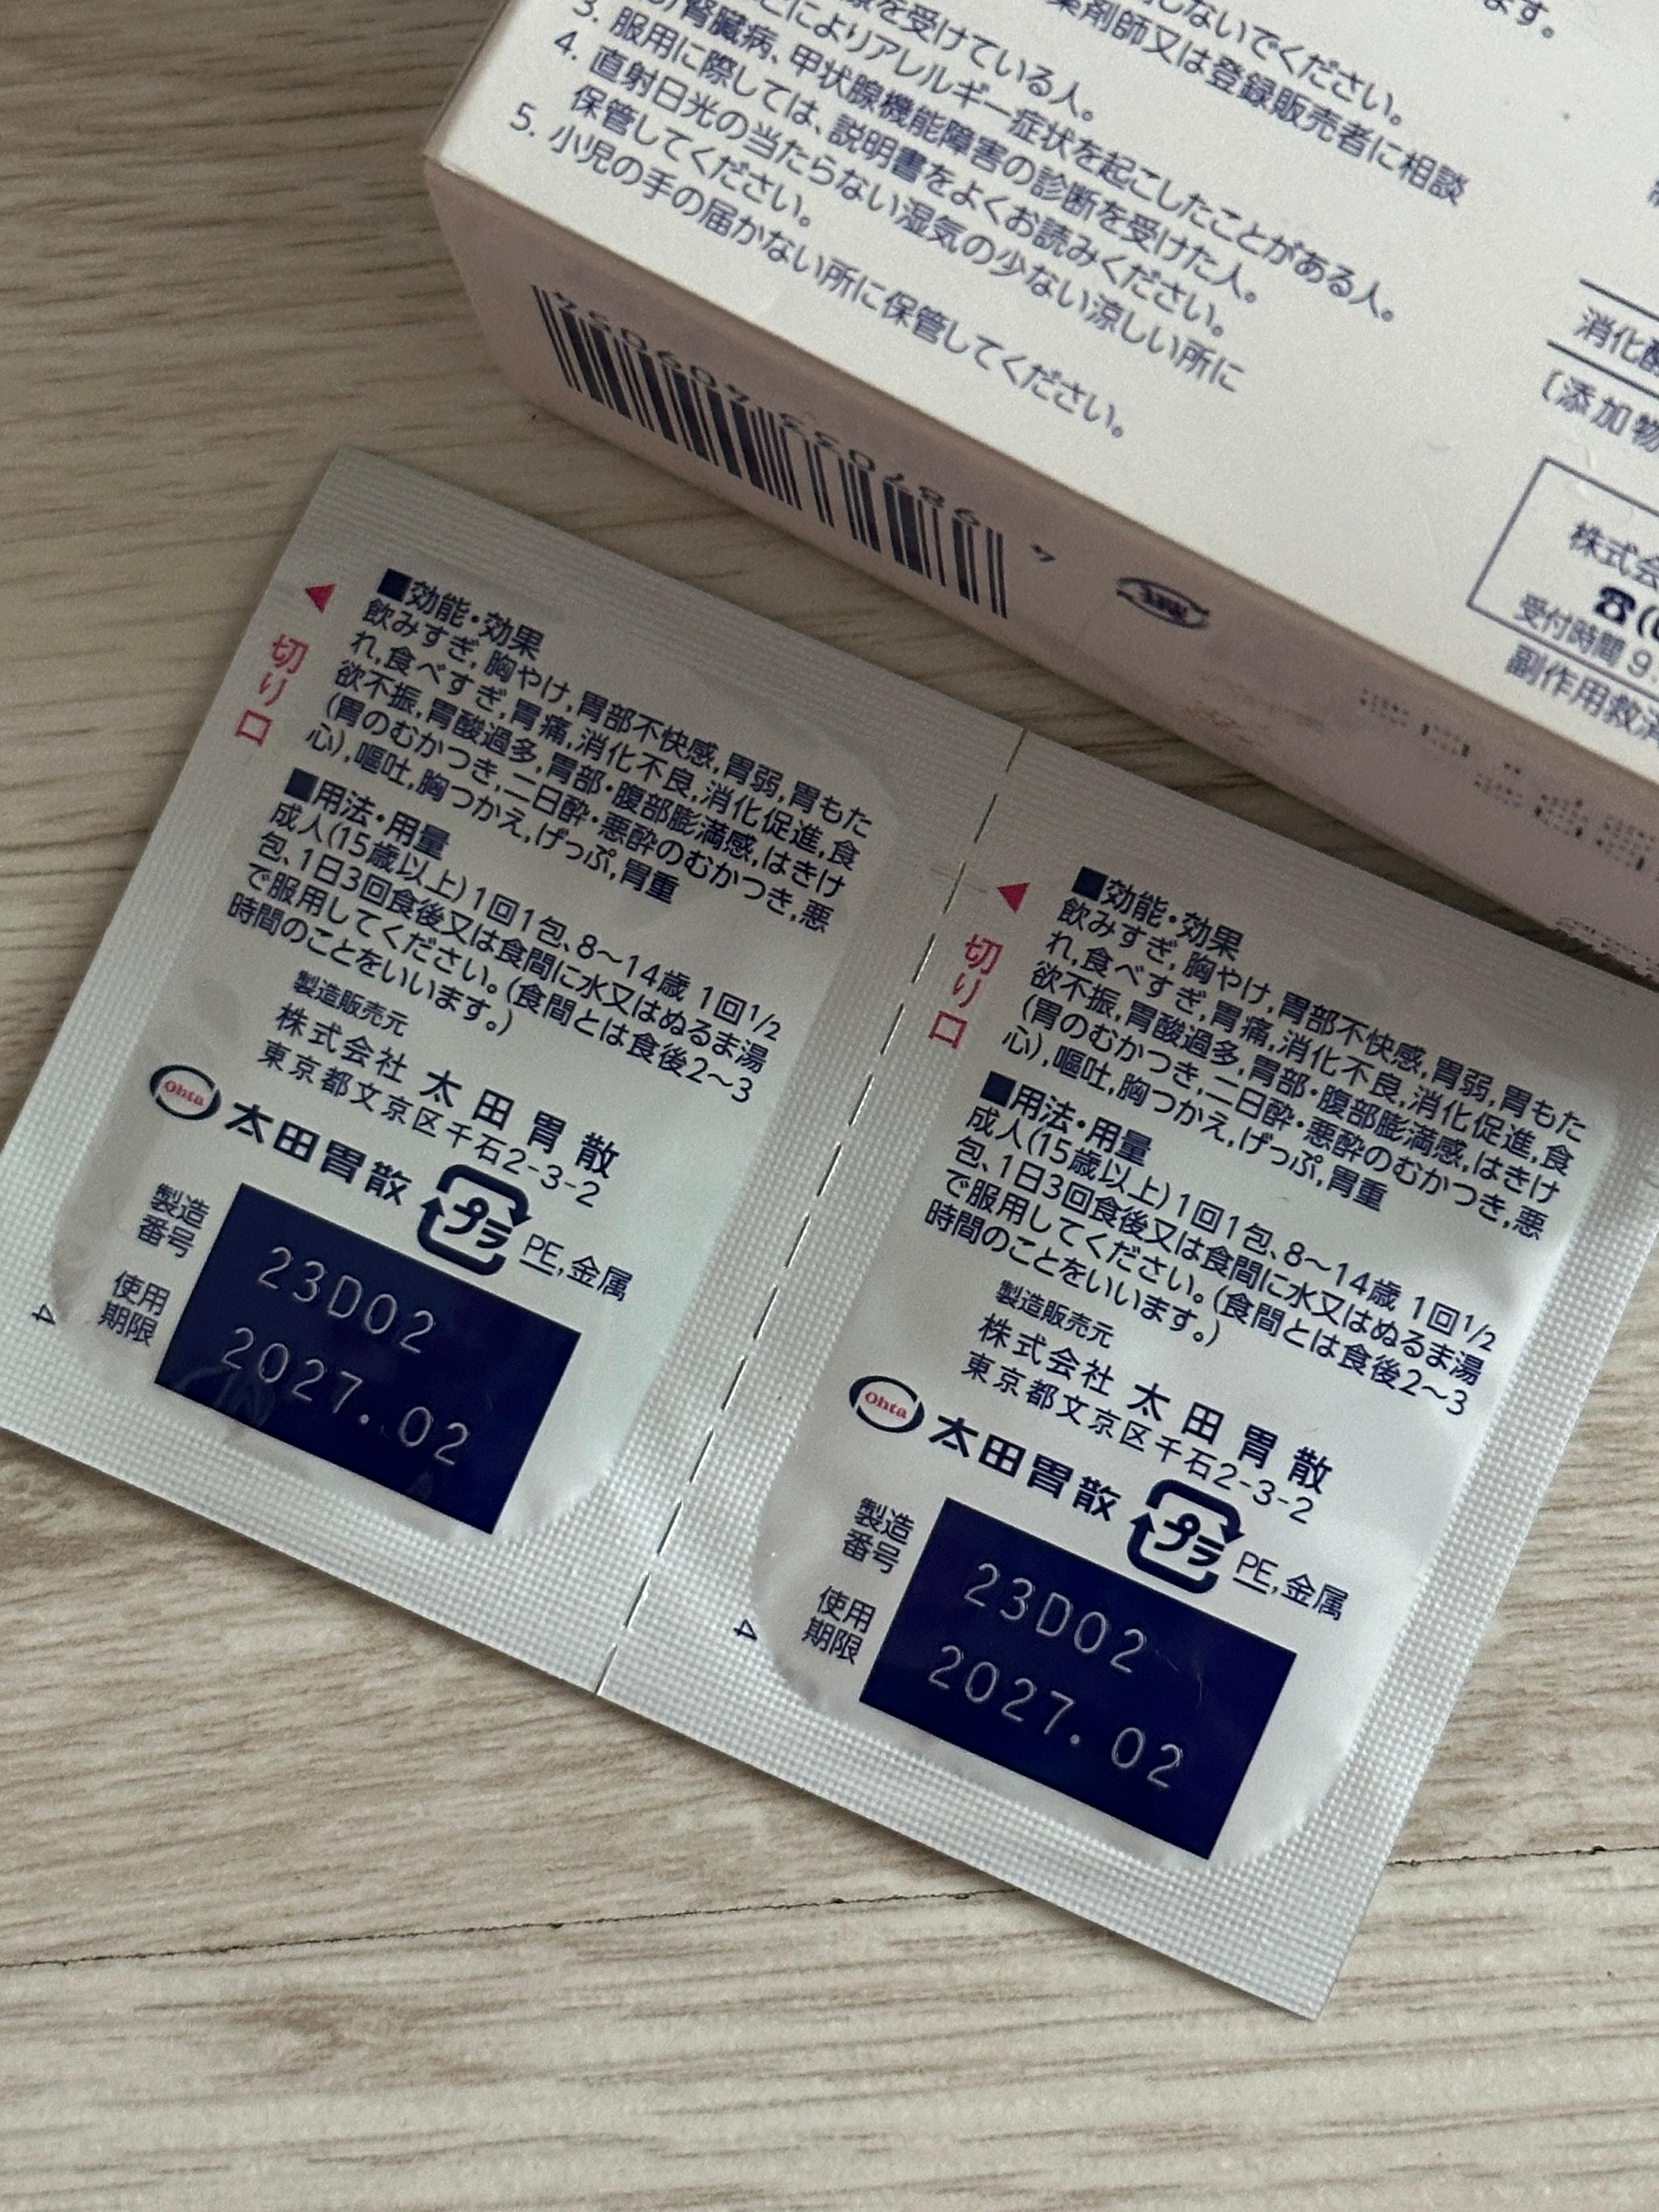 ます。
しないでください。
薬剤師又は登録販売者に相談
を受けている人。
とによりアレルギー症状を起こしたことがある人。
腎臓病、甲状腺機能障害の診断を受けた人。
3. 服用に際しては、説明書をよくお読みください。
4. 直射日光の当たらない湿気の少ない涼しい所に
保管してください。
5. 小児の手の届かない所に保管してください。
消化
〔添加物
株式会
☎(0
受付時間 9
副作用救済
切り口
■効能・効果
飲みすぎ,胸やけ,胃部不快感,胃弱,胃もた
れ,食べすぎ,胃痛,消化不良,消化促進,食
欲不振,胃酸過多,胃部・腹部膨満感,はきけ
(胃のむかつき,二日酔・悪酔のむかつき,悪
心),嘔吐,胸つかえ,げっぷ,胃重
■用法・用量
成人(15歳以上)1回1包、8〜14歳 1回1/2
包、1日3回食後又は食間に水又はぬるま湯
で服用してください。(食間とは食後2〜3
時間のことをいいます。)
製造販売元
株式会社 太田胃散
東京都文京区千石2-3-2
Ohta 太田胃散
プラ PE,金属
製造
番号
23D02
使用
期限
2027.02
4
切り口
■効能・効果
飲みすぎ,胸やけ,胃部不快感,胃弱,胃もた
れ,食べすぎ,胃痛,消化不良,消化促進,食
欲不振,胃酸過多,胃部・腹部膨満感,はきけ
(胃のむかつき,二日酔・悪酔のむかつき,悪
心),嘔吐,胸つかえ,げっぷ,胃重
■用法・用量
成人(15歳以上)1回1包、8〜14歳 1回1/2
包、1日3回食後又は食間に水又はぬるま湯
で服用してください。(食間とは食後2〜3
時間のことをいいます。)
製造販売元
株式会社 太田胃散
東京都文京区千石2-3-2
Ohta 太田胃散
プラ PE,金属
製造
番号
23D02
使用
期限
2027.02
4